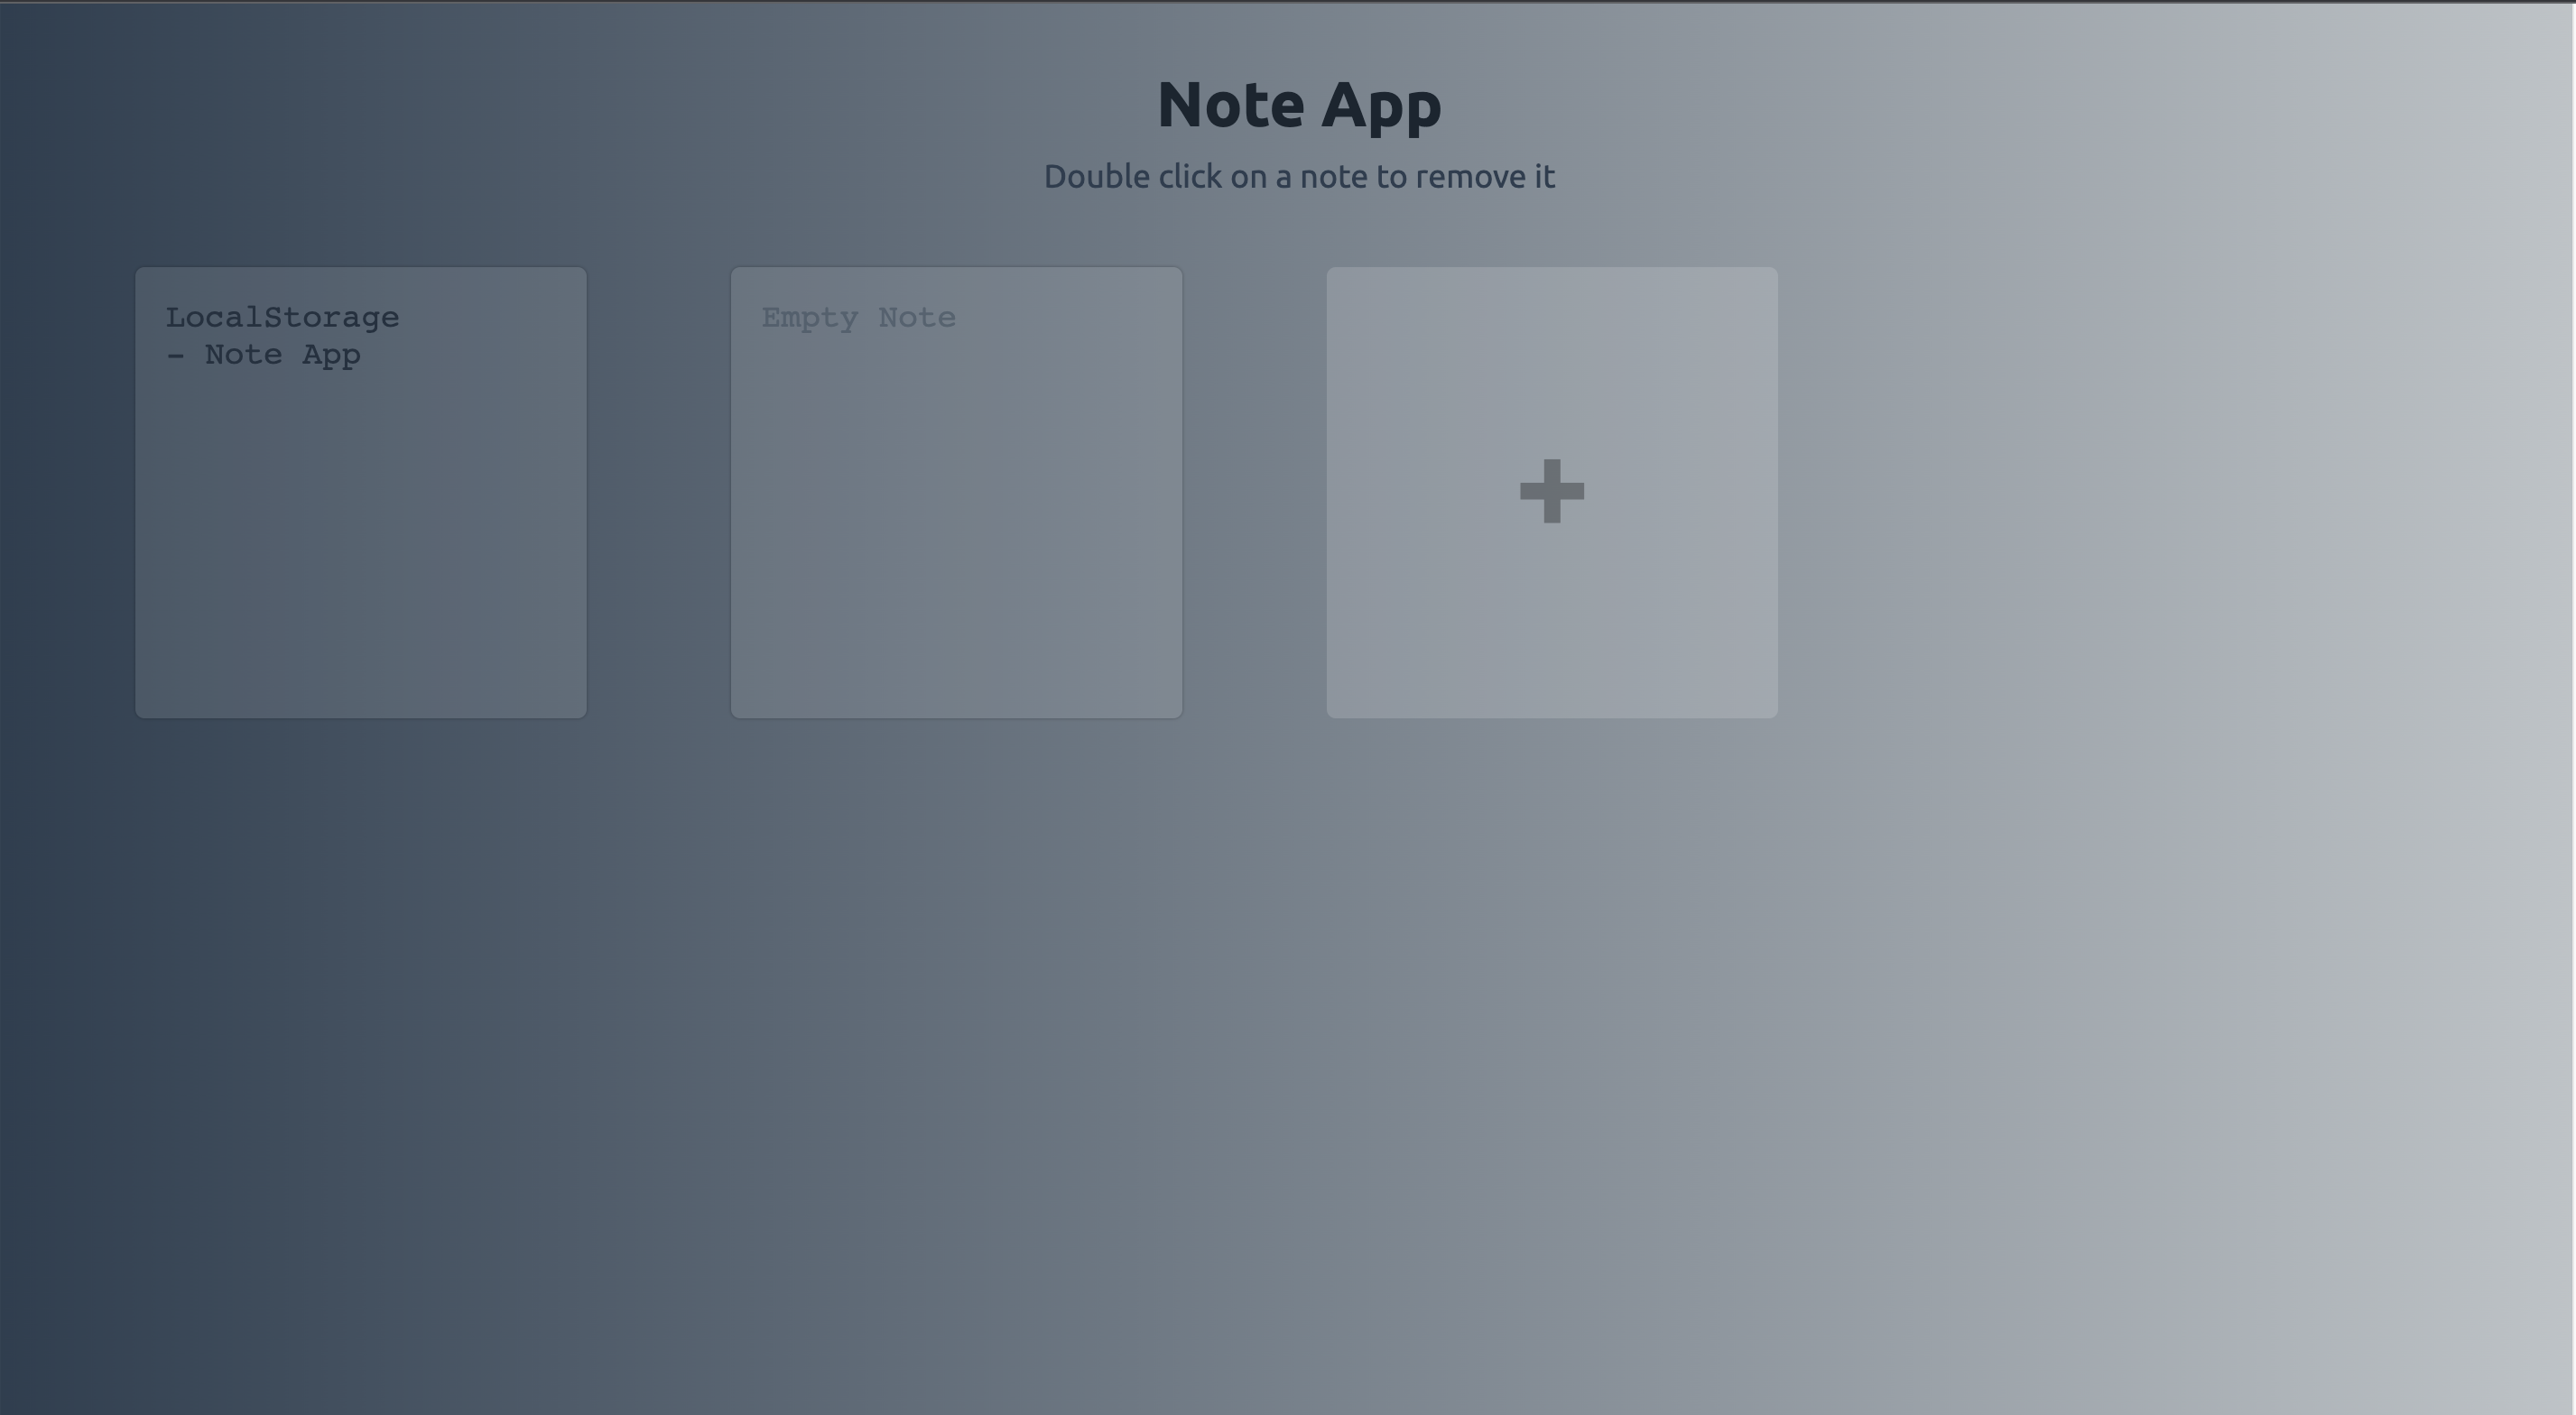 Note App
Double click on a note to remove it
LocalStorage
- Note App
Empty Note
+